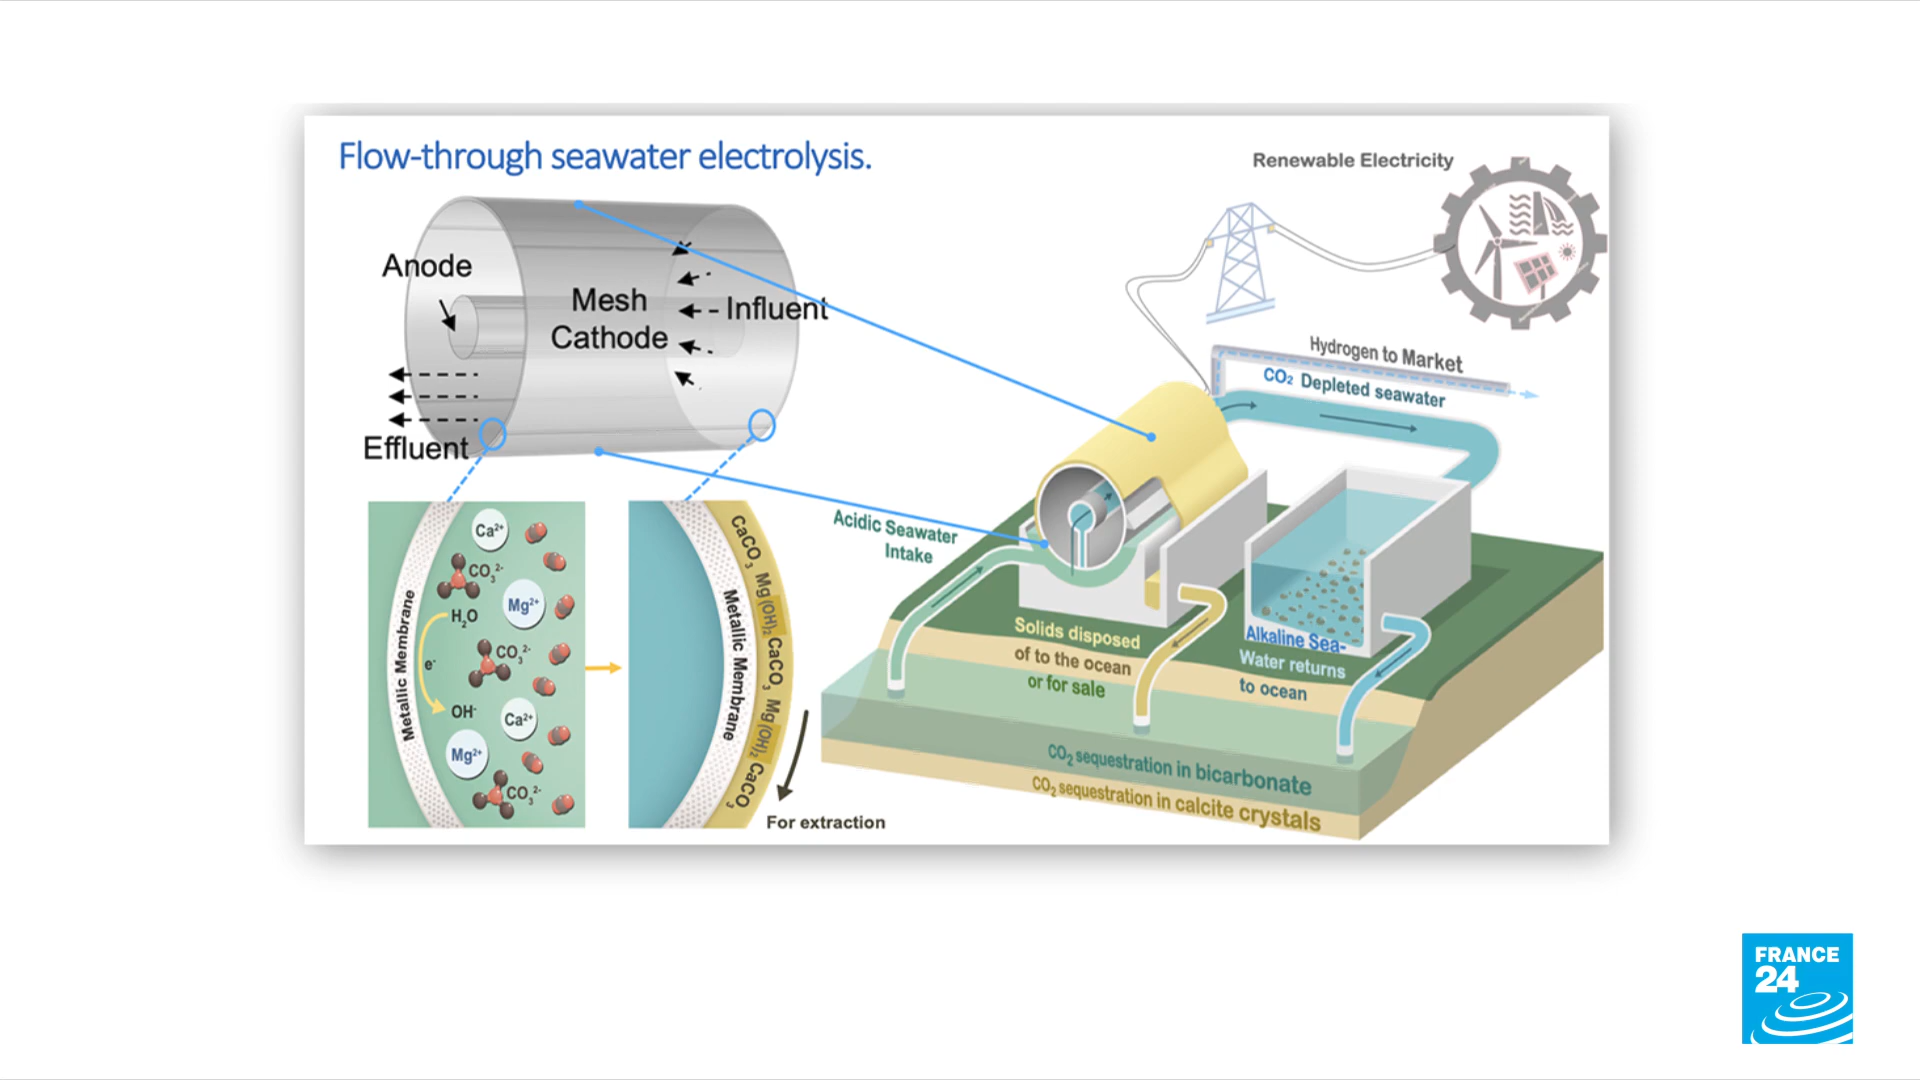 Flow-through seawater electrolysis.
Anode
Mesh
Cathode
Influent
Effluent
Metallic Membrane
Ca²⁺
CO₃²⁻
Mg²⁺
H₂O
e⁻
CO₃²⁻
OH⁻
Ca²⁺
Mg²⁺
CO₃²⁻
Metallic Membrane
CaCO₃ Mg(OH)₂ CaCO₃ Mg(OH)₂ CaCO₃
For extraction
Renewable Electricity
Hydrogen to Market
CO₂ Depleted seawater
Acidic Seawater
Intake
Solids disposed
of to the ocean
or for sale
Alkaline Sea-
Water returns
to ocean
CO₂ sequestration in bicarbonate
CO₂ sequestration in calcite crystals
FRANCE
24